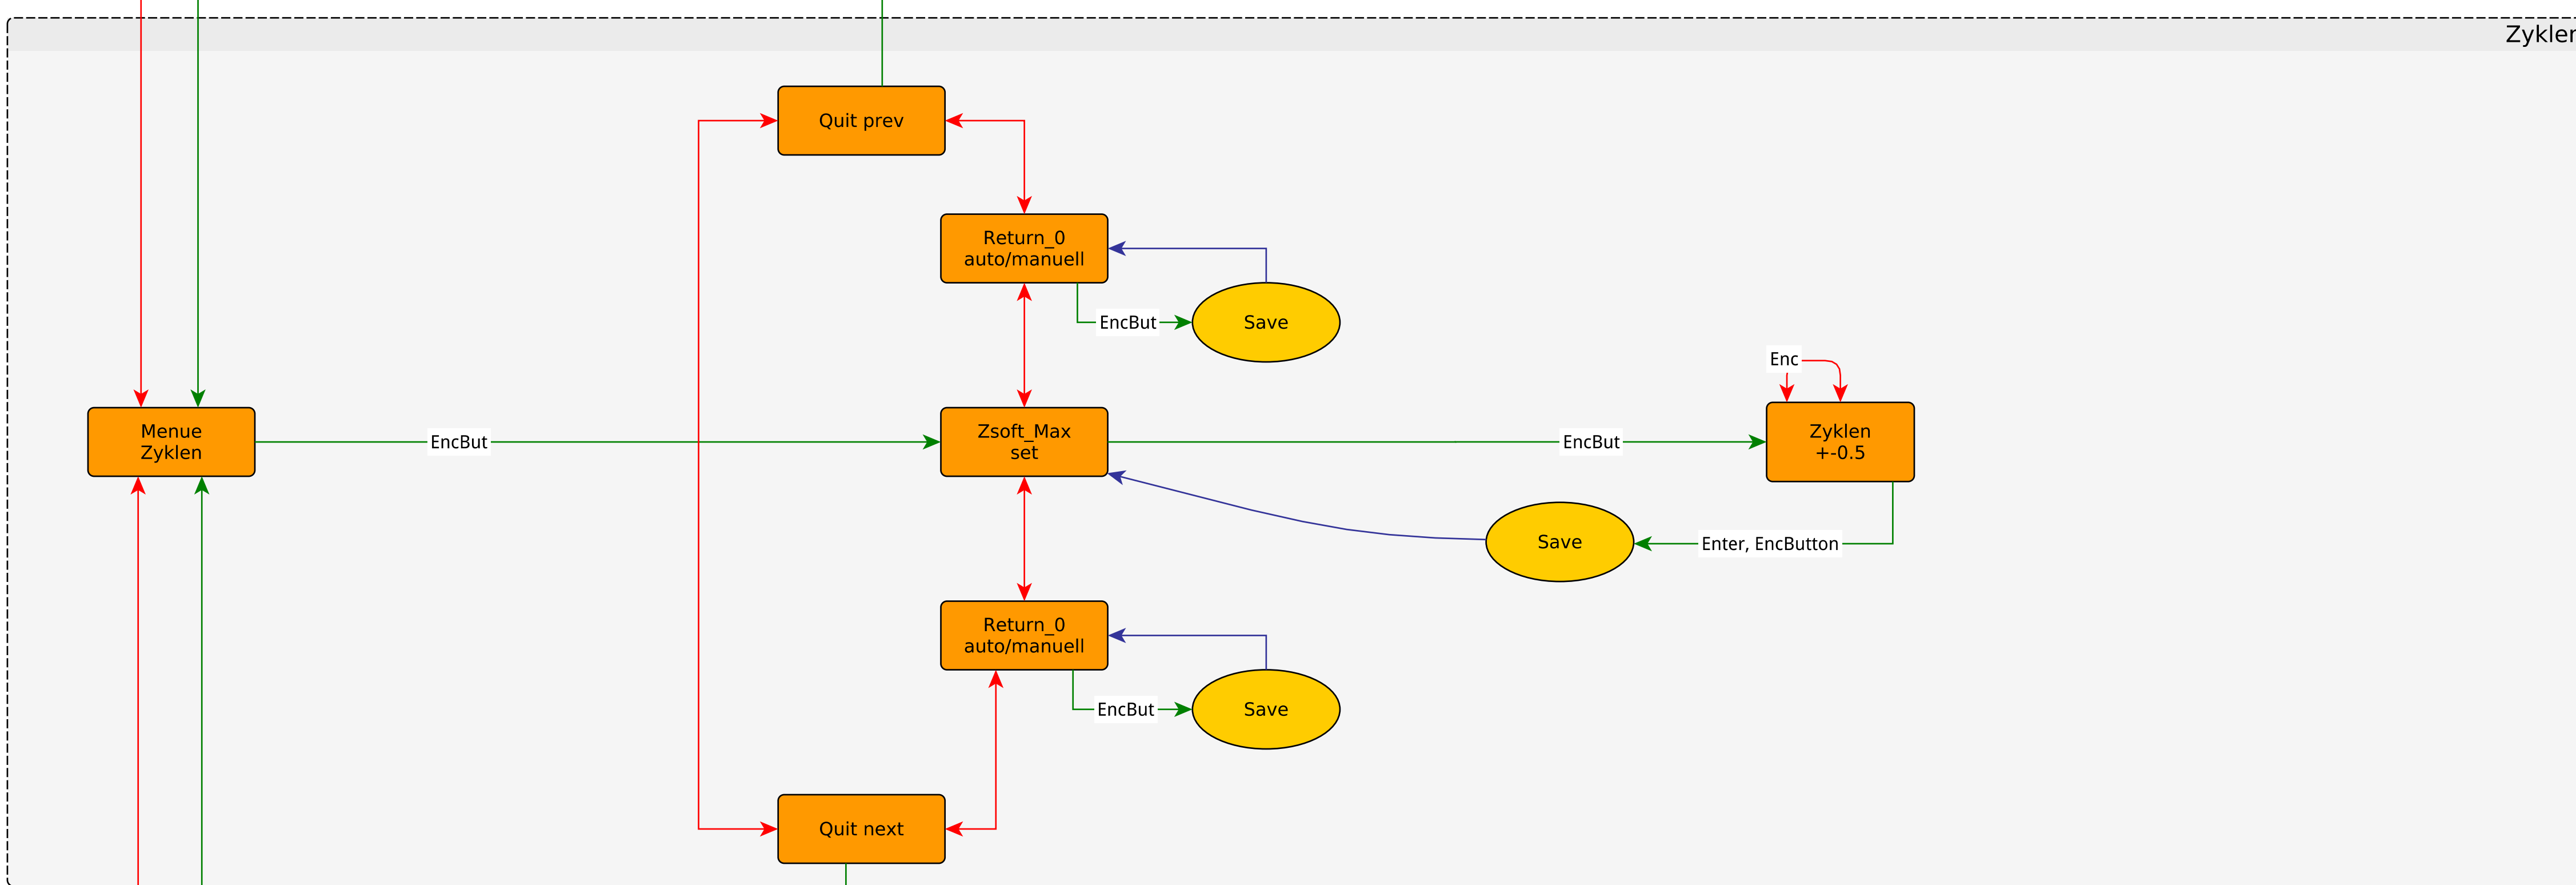 Zyklen
Quit prev
Return_0
auto/manuell
EncBut
Save
Enc
Menue
Zyklen
EncBut
Zsoft_Max
set
EncBut
Zyklen
+-0.5
Save
Enter, EncButton
Return_0
auto/manuell
EncBut
Save
Quit next